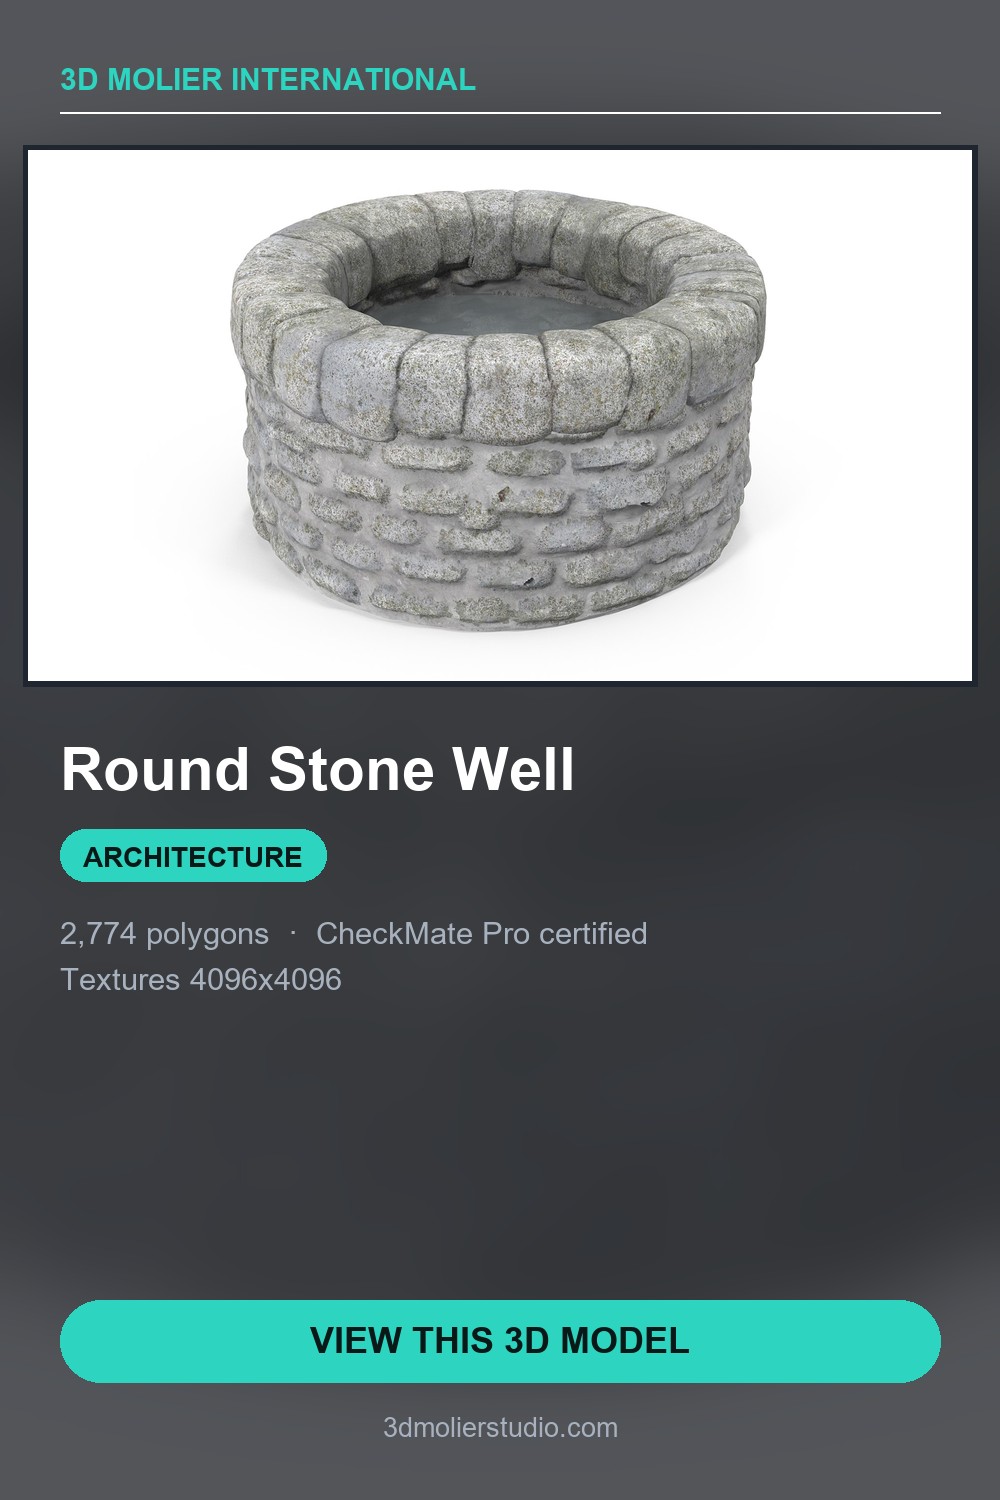 3D MOLIER INTERNATIONAL
Round Stone Well
ARCHITECTURE
2,774 polygons · CheckMate Pro certified
Textures 4096x4096
VIEW THIS 3D MODEL
3dmolierstudio.com